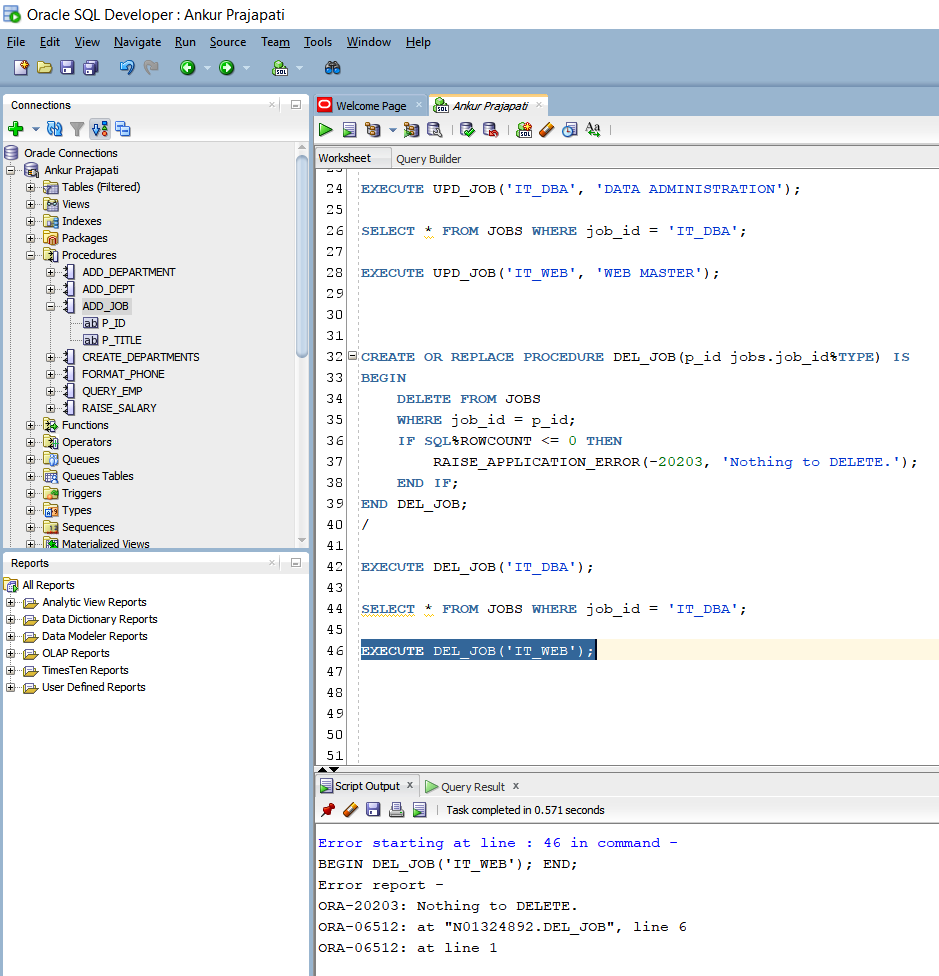 Oracle SQL Developer : Ankur Prajapati
File Edit View Navigate Run Source Team Tools Window Help
Connections
Oracle Connections
Ankur Prajapati
Tables (Filtered)
Views
Indexes
Packages
Procedures
ADD_DEPARTMENT
ADD_DEPT
ADD_JOB
P_ID
P_TITLE
CREATE_DEPARTMENTS
FORMAT_PHONE
QUERY_EMP
RAISE_SALARY
Functions
Operators
Queues
Queues Tables
Triggers
Types
Sequences
Materialized Views
Reports
All Reports
Analytic View Reports
Data Dictionary Reports
Data Modeler Reports
OLAP Reports
TimesTen Reports
User Defined Reports
Welcome Page Ankur Prajapati
Worksheet Query Builder
24 EXECUTE UPD_JOB('IT_DBA', 'DATA ADMINISTRATION');
25
26 SELECT * FROM JOBS WHERE job_id = 'IT_DBA';
27
28 EXECUTE UPD_JOB('IT_WEB', 'WEB MASTER');
29
30
31
32 CREATE OR REPLACE PROCEDURE DEL_JOB(p_id jobs.job_id%TYPE) IS
33 BEGIN
34 DELETE FROM JOBS
35 WHERE job_id = p_id;
36 IF SQL%ROWCOUNT <= 0 THEN
37 RAISE_APPLICATION_ERROR(-20203, 'Nothing to DELETE.');
38 END IF;
39 END DEL_JOB;
40 /
41
42 EXECUTE DEL_JOB('IT_DBA');
43
44 SELECT * FROM JOBS WHERE job_id = 'IT_DBA';
45
46 EXECUTE DEL_JOB('IT_WEB');
47
48
49
50
51
Script Output x Query Result x
Task completed in 0.571 seconds
Error starting at line : 46 in command -
BEGIN DEL_JOB('IT_WEB'); END;
Error report -
ORA-20203: Nothing to DELETE.
ORA-06512: at "N01324892.DEL_JOB", line 6
ORA-06512: at line 1